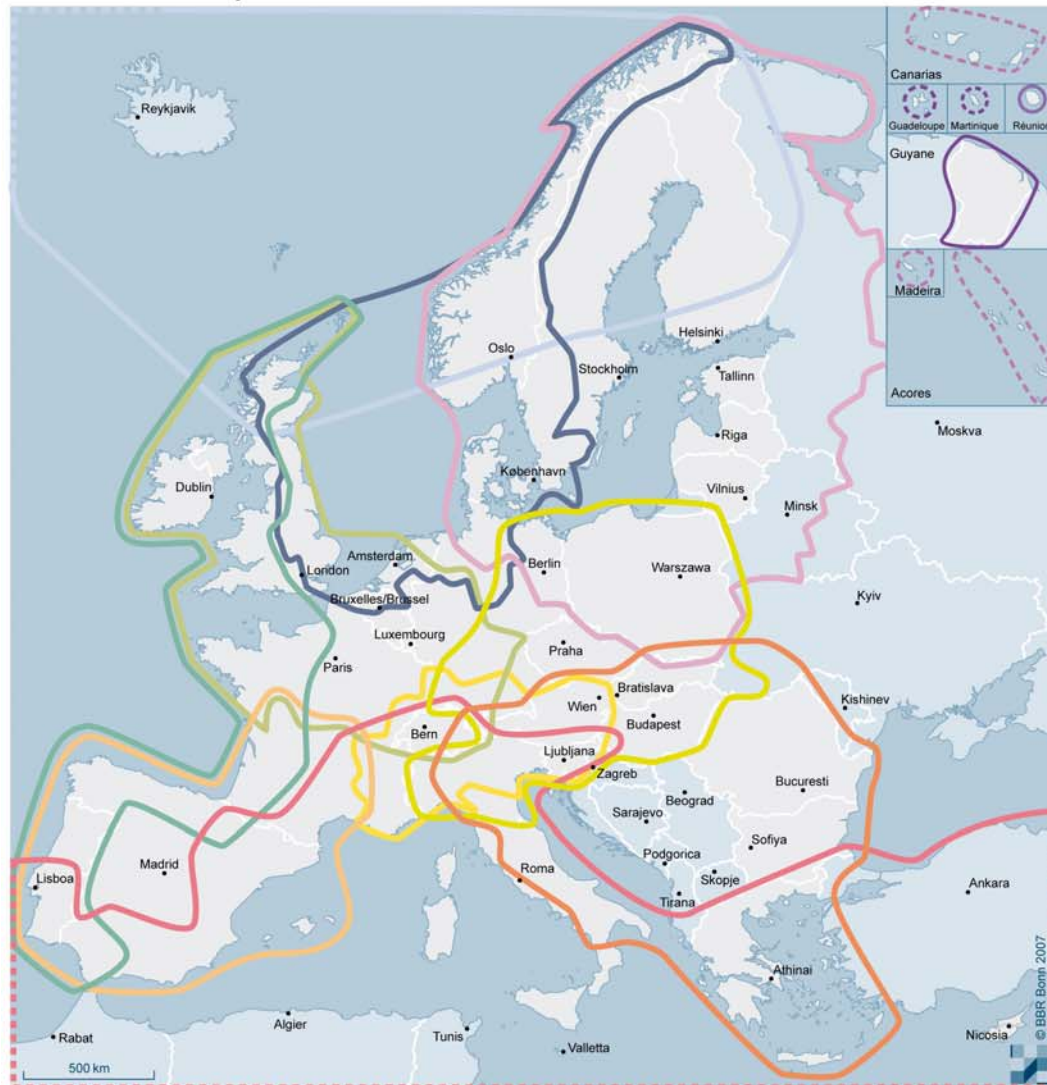 Reykjavik
Canarias
Guadeloupe
Martinique
Réunion
Guyane
Madeira
Acores
Helsinki
Oslo
Tallinn
Stockholm
Moskva
Riga
København
Dublin
Vilnius
Minsk
Amsterdam
Berlin
London
Warszawa
Bruxelles/Brussel
Kyiv
Luxembourg
Praha
Paris
Bratislava
Kishinev
Wien
Budapest
Bern
Ljubljana
Zagreb
Bucuresti
Beograd
Sarajevo
Sofiya
Podgorica
Madrid
Skopje
Roma
Lisboa
Ankara
Tirana
Athinai
Algier
Tunis
Nicosia
Rabat
Valletta
500 km
© BBR Bonn 2007